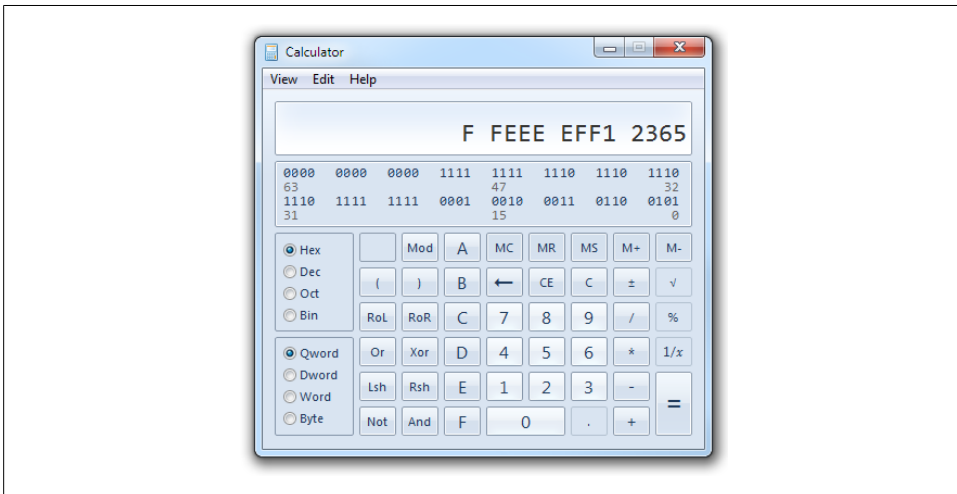 Calculator
View Edit Help
F FEEE EFF1 2365
0000 0000 0000 1111 1111 1110 1110 1110
63 47 32
1110 1111 1111 0001 0010 0011 0110 0101
31 15 0
Hex Mod A MC MR MS M+ M-
Dec
Oct
( ) B ← CE C ± √
Bin RoL RoR C 7 8 9 / %
Qword Or Xor D 4 5 6 * 1/x
Dword
Word
Lsh Rsh E 1 2 3 - =
Byte Not And F 0 . +